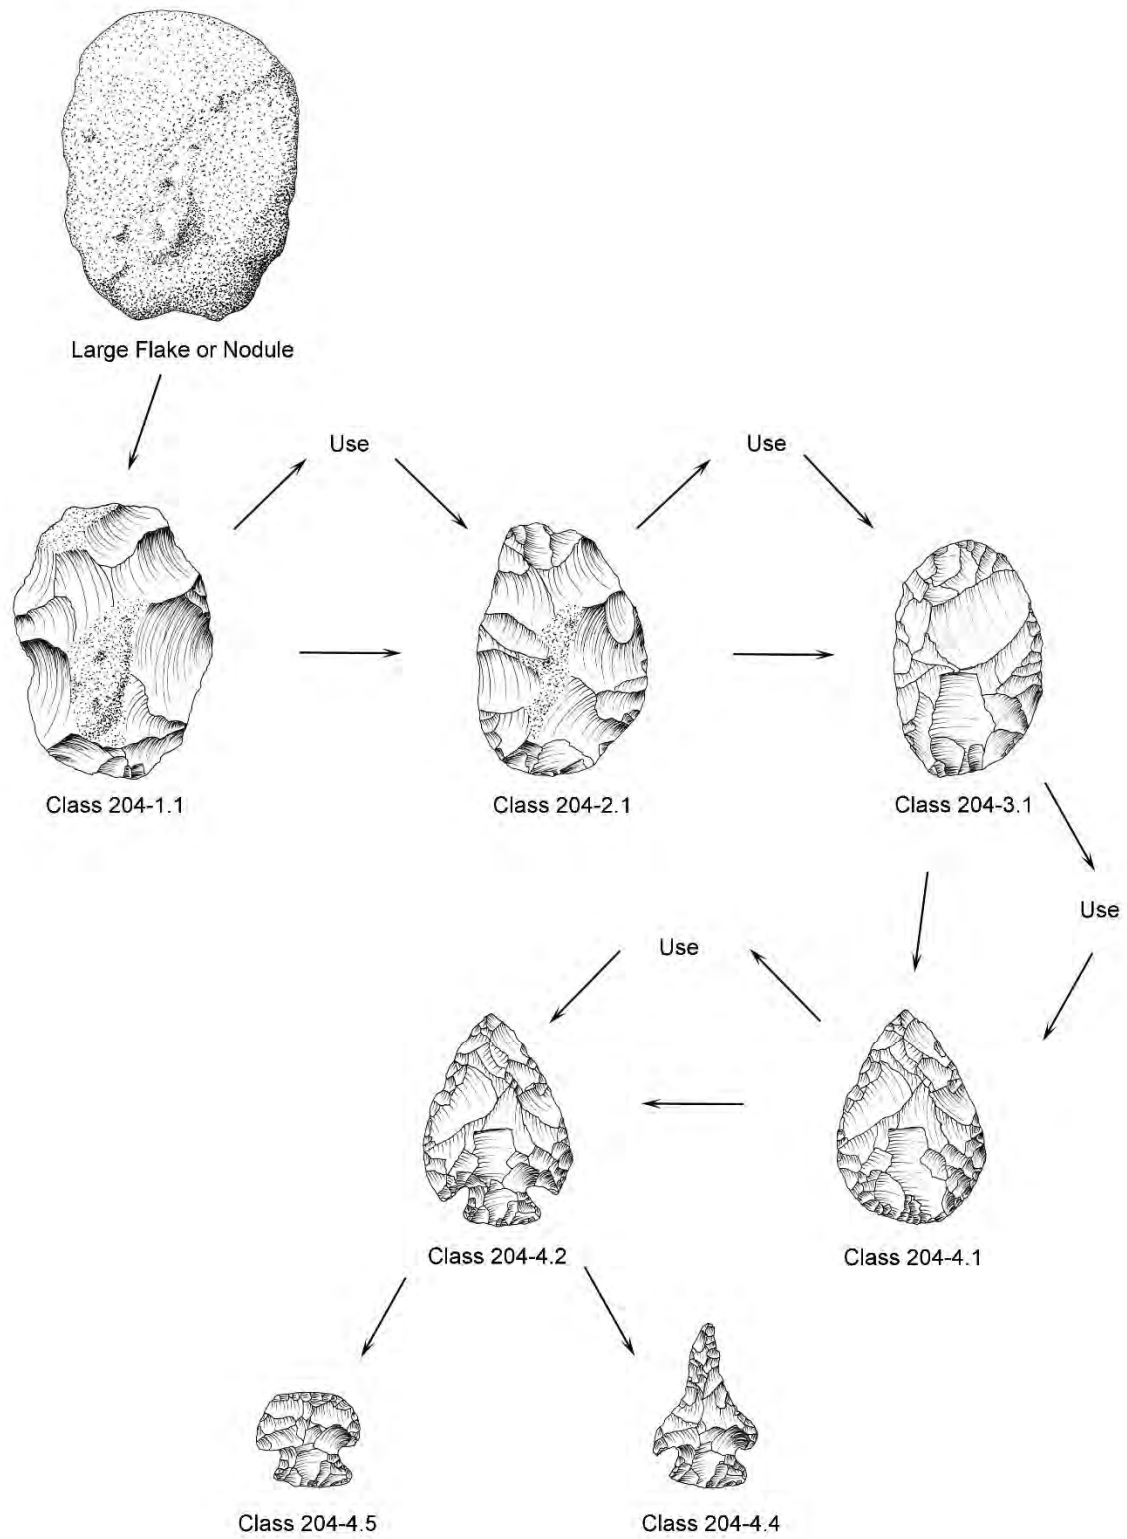 Large Flake or Nodule
Use
Use
Class 204-1.1
Class 204-2.1
Class 204-3.1
Use
Use
Class 204-4.2
Class 204-4.1
Class 204-4.5
Class 204-4.4